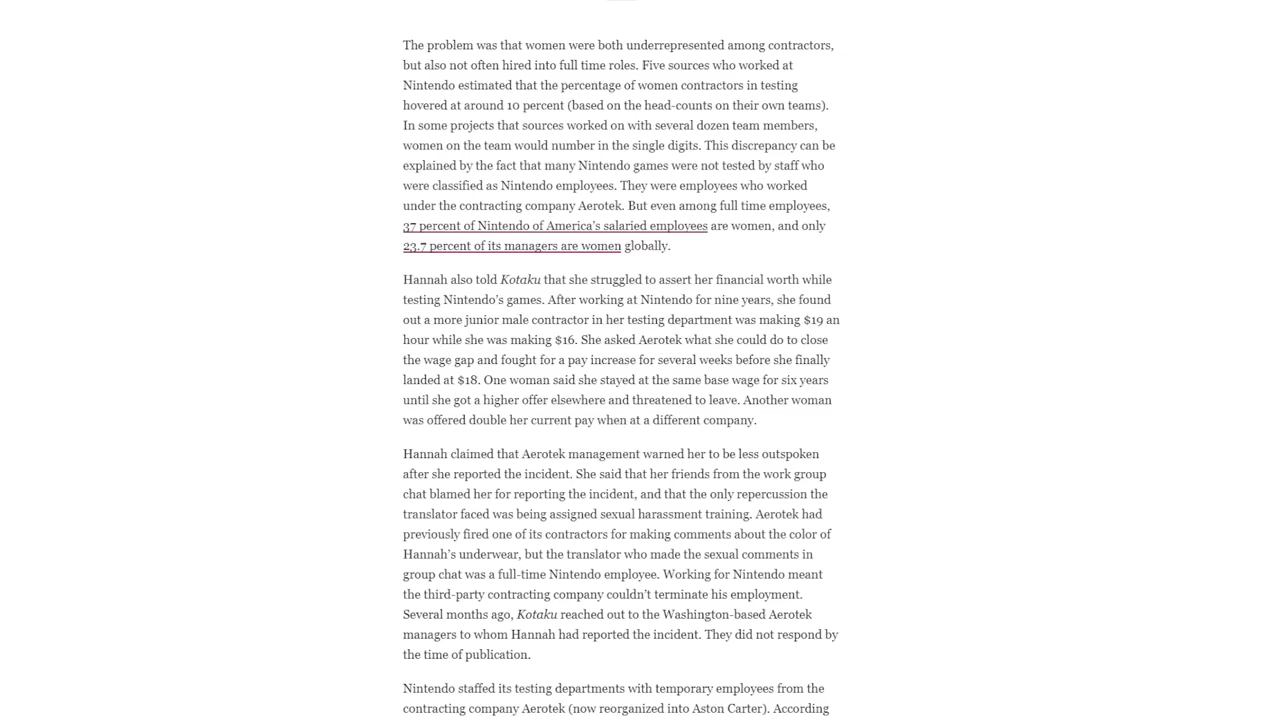 The problem was that women were both underrepresented among contractors,
but also not often hired into full time roles. Five sources who worked at
Nintendo estimated that the percentage of women contractors in testing
hovered at around 10 percent (based on the head-counts on their own teams).
In some projects that sources worked on with several dozen team members,
women on the team would number in the single digits. This discrepancy can be
explained by the fact that many Nintendo games were not tested by staff who
were classified as Nintendo employees. They were employees who worked
under the contracting company Aerotek. But even among full time employees,
37 percent of Nintendo of America's salaried employees are women, and only
23.7 percent of its managers are women globally.
Hannah also told Kotaku that she struggled to assert her financial worth while
testing Nintendo's games. After working at Nintendo for nine years, she found
out a more junior male contractor in her testing department was making $19 an
hour while she was making $16. She asked Aerotek what she could do to close
the wage gap and fought for a pay increase for several weeks before she finally
landed at $18. One woman said she stayed at the same base wage for six years
until she got a higher offer elsewhere and threatened to leave. Another woman
was offered double her current pay when at a different company.
Hannah claimed that Aerotek management warned her to be less outspoken
after she reported the incident. She said that her friends from the work group
chat blamed her for reporting the incident, and that the only repercussion the
translator faced was being assigned sexual harassment training. Aerotek had
previously fired one of its contractors for making comments about the color of
Hannah's underwear, but the translator who made the sexual comments in
group chat was a full-time Nintendo employee. Working for Nintendo meant
the third-party contracting company couldn't terminate his employment.
Several months ago, Kotaku reached out to the Washington-based Aerotek
managers to whom Hannah had reported the incident. They did not respond by
the time of publication.
Nintendo staffed its testing departments with temporary employees from the
contracting company Aerotek (now reorganized into Aston Carter). According